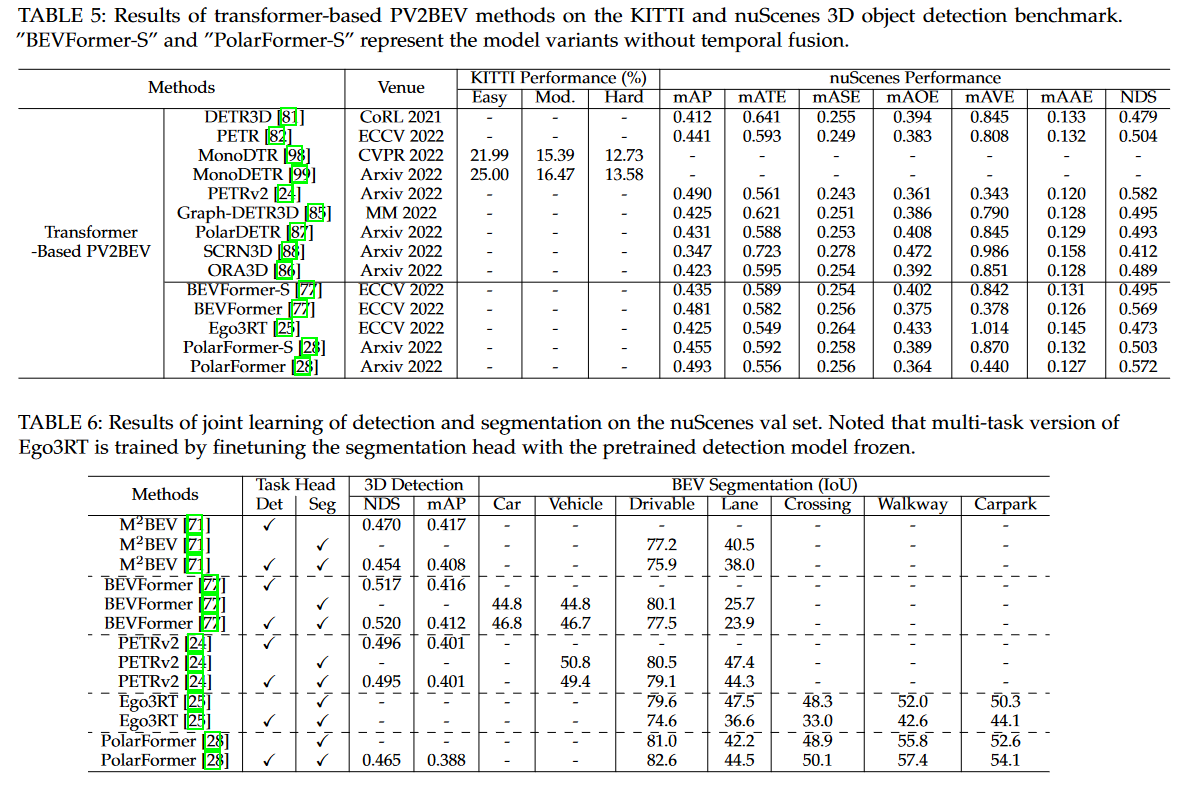 TABLE 5: Results of transformer-based PV2BEV methods on the KITTI and nuScenes 3D object detection benchmark.
"BEVFormer-S" and "PolarFormer-S" represent the model variants without temporal fusion.
Methods Venue KITTI Performance (%) nuScenes Performance
Easy Mod. Hard mAP mATE mASE mAOE mAVE mAAE NDS
DETR3D [81] CoRL 2021 - - - 0.412 0.641 0.255 0.394 0.845 0.133 0.479
PETR [82] ECCV 2022 - - - 0.441 0.593 0.249 0.383 0.808 0.132 0.504
MonoDTR [98] CVPR 2022 21.99 15.39 12.73 - - - - - - -
MonoDETR [99] Arxiv 2022 25.00 16.47 13.58 - - - - - - -
PETRv2 [24] Arxiv 2022 - - - 0.490 0.561 0.243 0.361 0.343 0.120 0.582
Graph-DETR3D [85] MM 2022 - - - 0.425 0.621 0.251 0.386 0.790 0.128 0.495
Transformer PolarDETR [87] Arxiv 2022 - - - 0.431 0.588 0.253 0.408 0.845 0.129 0.493
-Based PV2BEV SCRN3D [88] Arxiv 2022 - - - 0.347 0.723 0.278 0.472 0.986 0.158 0.412
ORA3D [86] Arxiv 2022 - - - 0.423 0.595 0.254 0.392 0.851 0.128 0.489
BEVFormer-S [77] ECCV 2022 - - - 0.435 0.589 0.254 0.402 0.842 0.131 0.495
BEVFormer [77] ECCV 2022 - - - 0.481 0.582 0.256 0.375 0.378 0.126 0.569
Ego3RT [25] ECCV 2022 - - - 0.425 0.549 0.264 0.433 1.014 0.145 0.473
PolarFormer-S [28] Arxiv 2022 - - - 0.455 0.592 0.258 0.389 0.870 0.132 0.503
PolarFormer [28] Arxiv 2022 - - - 0.493 0.556 0.256 0.364 0.440 0.127 0.572
TABLE 6: Results of joint learning of detection and segmentation on the nuScenes val set. Noted that multi-task version of
Ego3RT is trained by finetuning the segmentation head with the pretrained detection model frozen.
Methods Task Head 3D Detection BEV Segmentation (IoU)
Det Seg NDS mAP Car Vehicle Drivable Lane Crossing Walkway Carpark
M²BEV [71] ✓ 0.470 0.417 - - - - - - -
M²BEV [71] ✓ - - - - 77.2 40.5 - - -
M²BEV [71] ✓ ✓ 0.454 0.408 - - 75.9 38.0 - - -
BEVFormer [77] ✓ 0.517 0.416 - - - - - - -
BEVFormer [77] ✓ - - 44.8 44.8 80.1 25.7 - - -
BEVFormer [77] ✓ ✓ 0.520 0.412 46.8 46.7 77.5 23.9 - - -
PETRv2 [24] ✓ 0.496 0.401 - - - - - - -
PETRv2 [24] ✓ - - - 50.8 80.5 47.4 - - -
PETRv2 [24] ✓ ✓ 0.495 0.401 - 49.4 79.1 44.3 - - -
Ego3RT [25] ✓ - - - - 79.6 47.5 48.3 52.0 50.3
Ego3RT [25] ✓ ✓ - - - - 74.6 36.6 33.0 42.6 44.1
PolarFormer [28] ✓ - - - - 81.0 42.2 48.9 55.8 52.6
PolarFormer [28] ✓ ✓ 0.465 0.388 - - 82.6 44.5 50.1 57.4 54.1